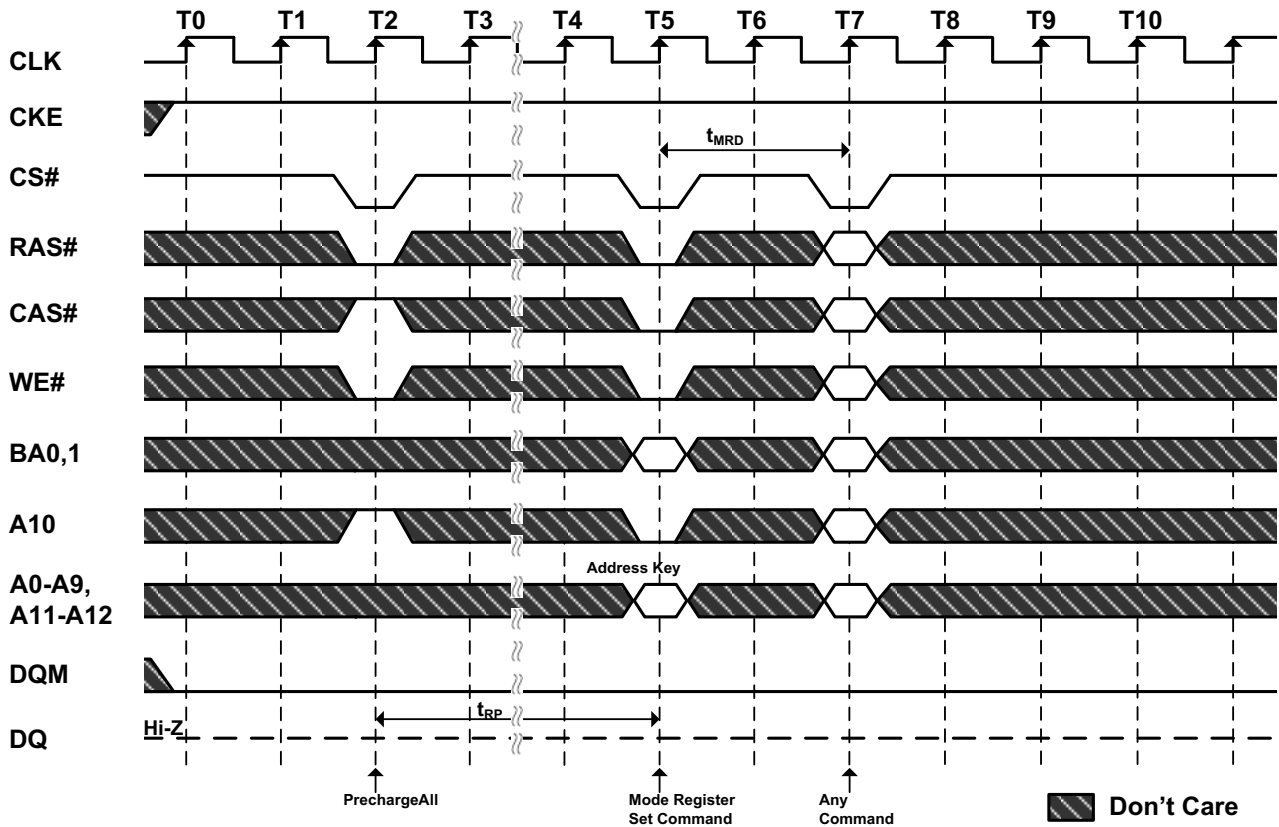 T0 T1 T2 T3 T4 T5 T6 T7 T8 T9 T10
CLK
CKE
tMRD
CS#
RAS#
CAS#
WE#
BA0,1
A10
Address Key
A0-A9,
A11-A12
DQM
tRP
Hi-Z
DQ
PrechargeAll
Mode Register
Set Command
Any
Command
Don't Care